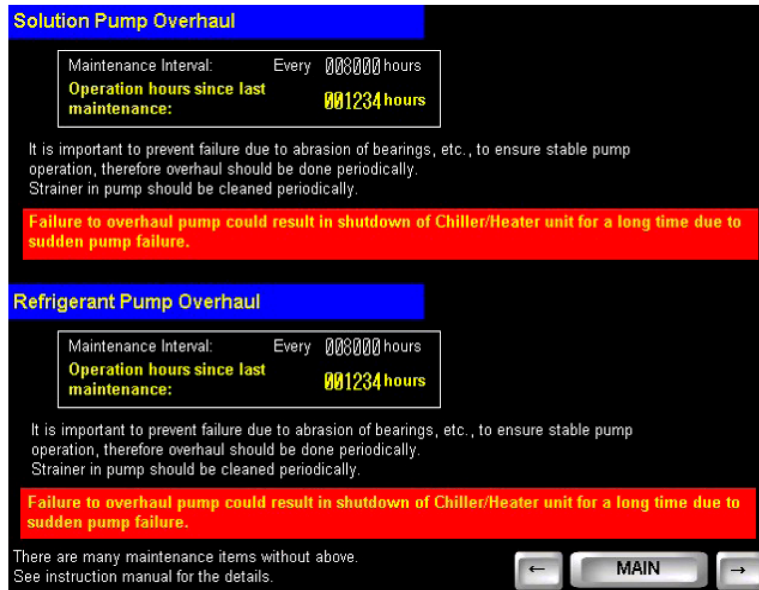 Solution Pump Overhaul
Maintenance Interval: Every 008000 hours
Operation hours since last
maintenance: 001234 hours
It is important to prevent failure due to abrasion of bearings, etc., to ensure stable pump
operation, therefore overhaul should be done periodically.
Strainer in pump should be cleaned periodically.
Failure to overhaul pump could result in shutdown of Chiller/Heater unit for a long time due to
sudden pump failure.
Refrigerant Pump Overhaul
Maintenance Interval: Every 008000 hours
Operation hours since last
maintenance: 001234 hours
It is important to prevent failure due to abrasion of bearings, etc., to ensure stable pump
operation, therefore overhaul should be done periodically.
Strainer in pump should be cleaned periodically.
Failure to overhaul pump could result in shutdown of Chiller/Heater unit for a long time due to
sudden pump failure.
There are many maintenance items without above.
See instruction manual for the details.
← MAIN →